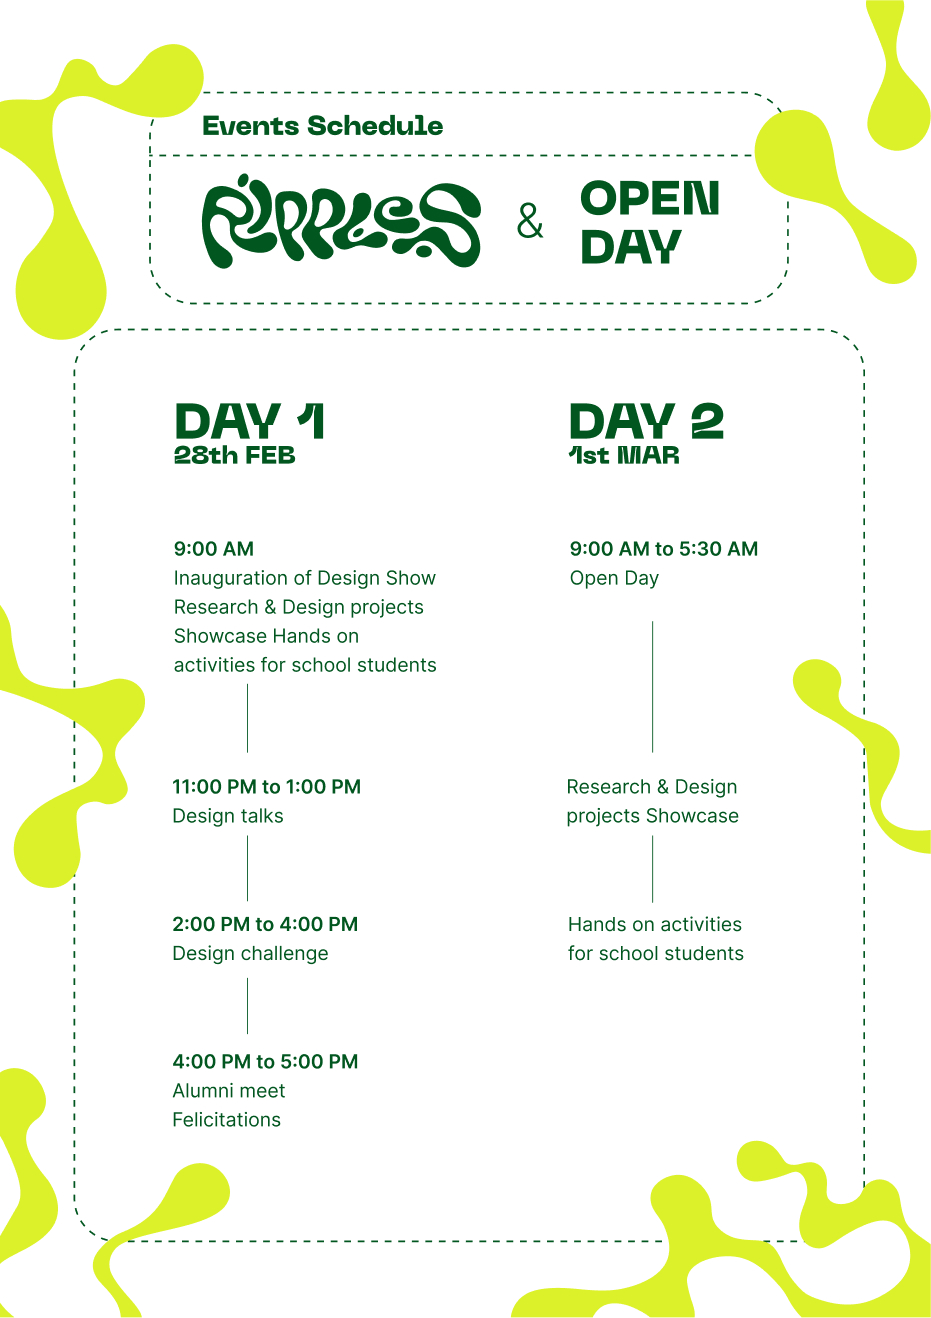 Events Schedule
RIPPLES & OPEN DAY
DAY 1
28th FEB
9:00 AM
Inauguration of Design Show
Research & Design projects
Showcase Hands on
activities for school students
11:00 PM to 1:00 PM
Design talks
2:00 PM to 4:00 PM
Design challenge
4:00 PM to 5:00 PM
Alumni meet
Felicitations
DAY 2
1st MAR
9:00 AM to 5:30 AM
Open Day
Research & Design
projects Showcase
Hands on activities
for school students